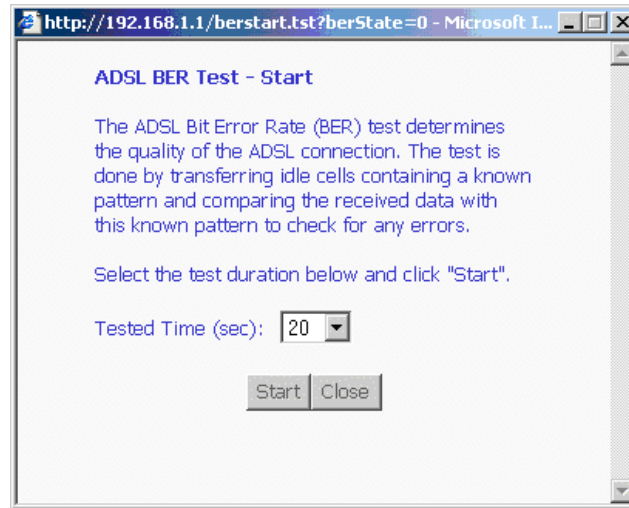 http://192.168.1.1/berstart.tst?berState=0 - Microsoft I...
ADSL BER Test - Start
The ADSL Bit Error Rate (BER) test determines
the quality of the ADSL connection. The test is
done by transferring idle cells containing a known
pattern and comparing the received data with
this known pattern to check for any errors.
Select the test duration below and click "Start".
Tested Time (sec): 20
Start Close